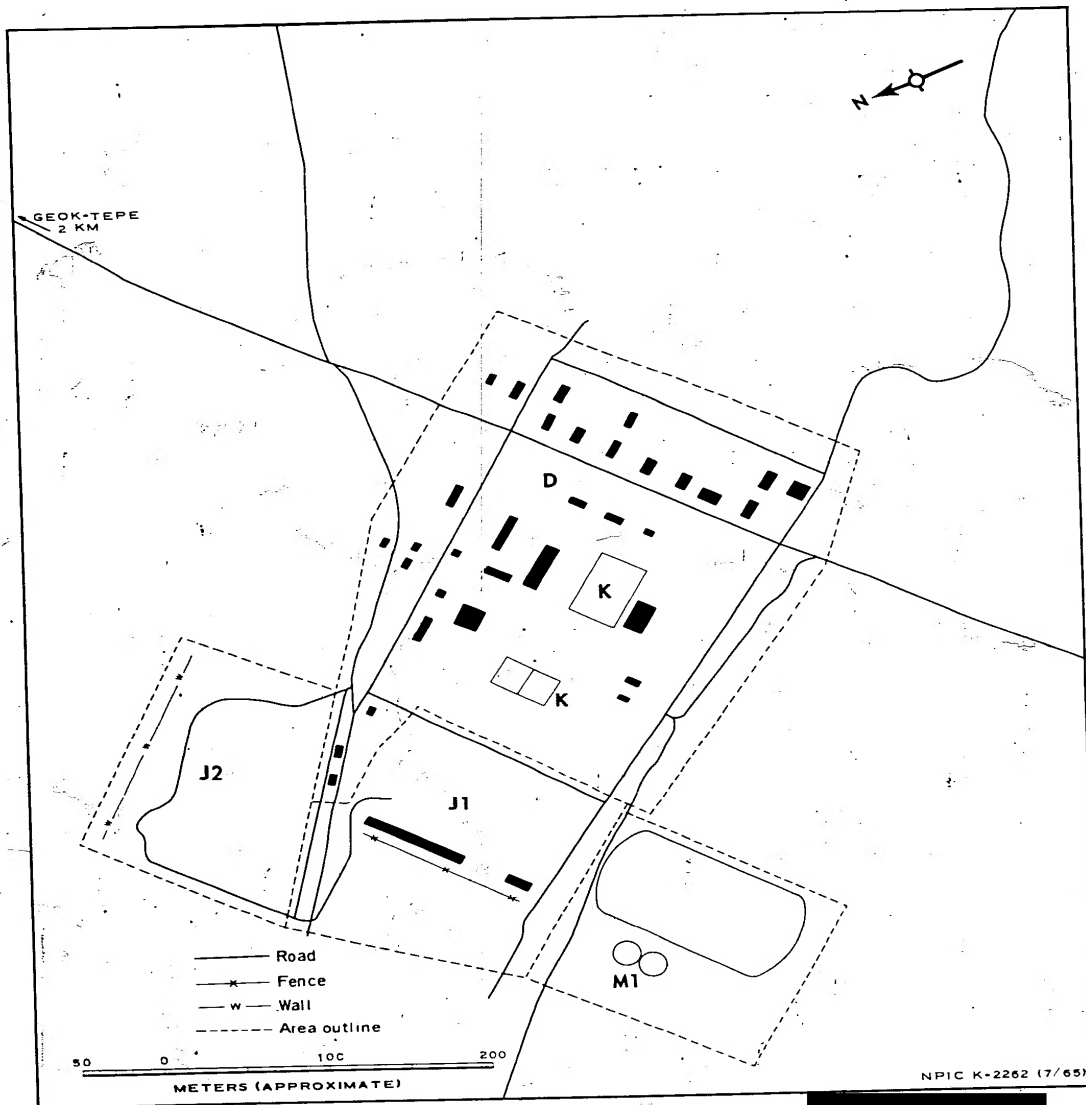 N
GEOK-TEPE
2 KM
D
K
K
J2
J1
M1
Road
Fence
w Wall
Area outline
50 0 100 200
METERS (APPROXIMATE)
NPIC K-2262 (7/65)